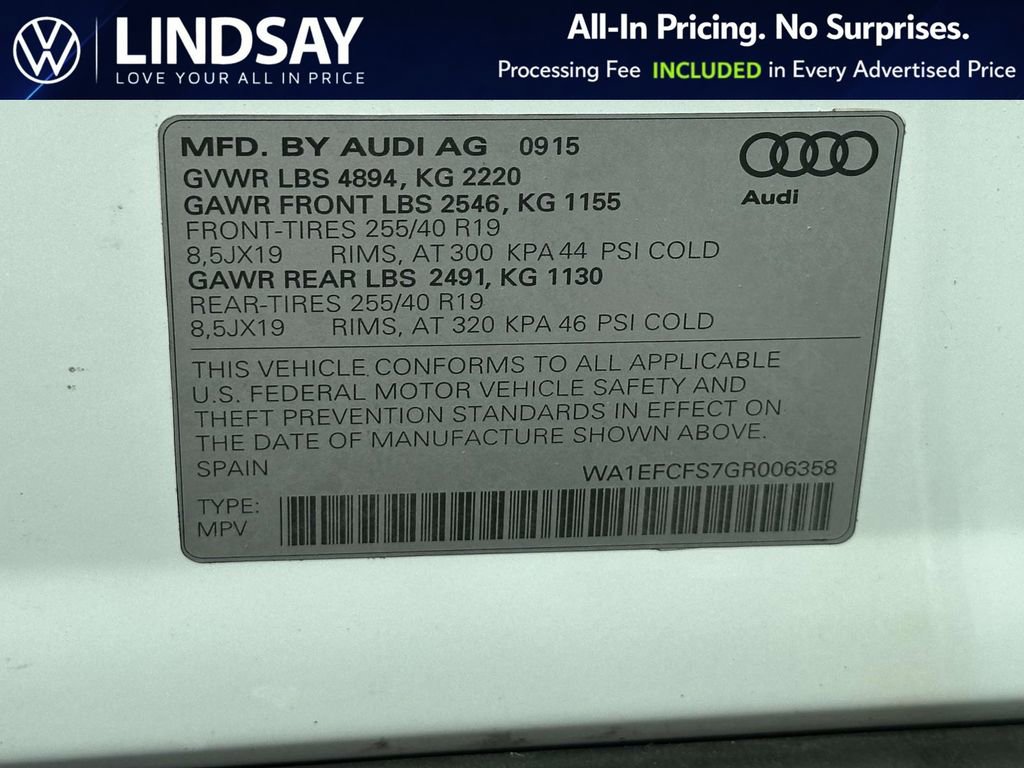 LINDSAY
LOVE YOUR ALL IN PRICE
All-In Pricing. No Surprises.
Processing Fee INCLUDED in Every Advertised Price
MFD. BY AUDI AG 0915
GVWR LBS 4894, KG 2220
GAWR FRONT LBS 2546, KG 1155
FRONT-TIRES 255/40 R19
8,5JX19 RIMS, AT 300 KPA 44 PSI COLD
GAWR REAR LBS 2491, KG 1130
REAR-TIRES 255/40 R19
8,5JX19 RIMS, AT 320 KPA 46 PSI COLD
Audi
THIS VEHICLE CONFORMS TO ALL APPLICABLE
U.S. FEDERAL MOTOR VEHICLE SAFETY AND
THEFT PREVENTION STANDARDS IN EFFECT ON
THE DATE OF MANUFACTURE SHOWN ABOVE.
SPAIN WA1EFCFS7GR006358
TYPE:
MPV